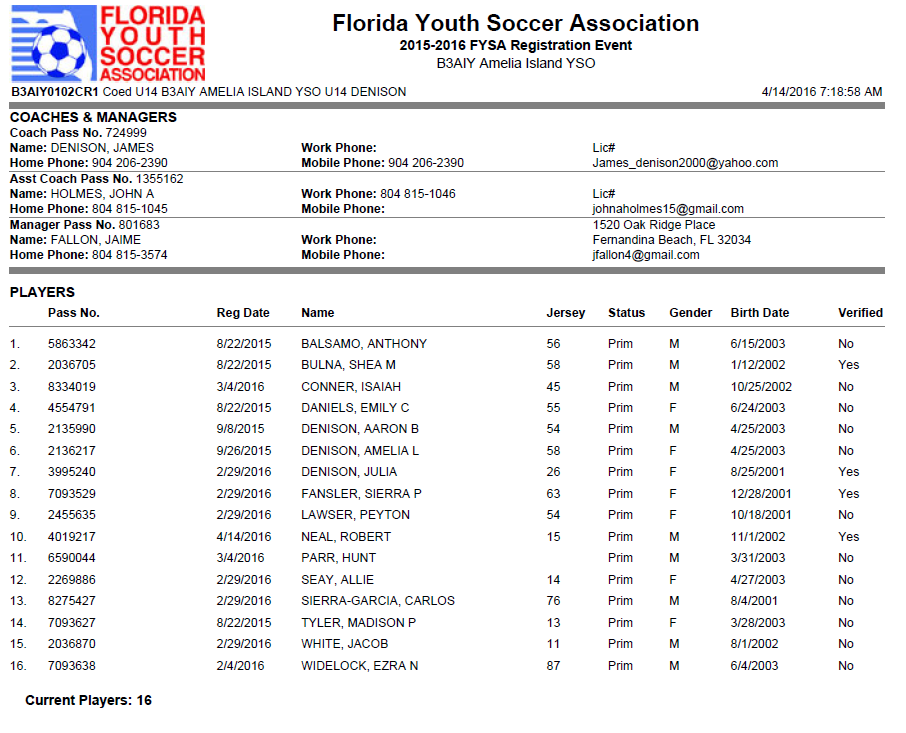 FLORIDA
YOUTH
SOCCER
ASSOCIATION
Florida Youth Soccer Association
2015-2016 FYSA Registration Event
B3AIY Amelia Island YSO
B3AIY0102CR1 Coed U14 B3AIY AMELIA ISLAND YSO U14 DENISON 4/14/2016 7:18:58 AM
COACHES & MANAGERS
Coach Pass No. 724999
Name: DENISON, JAMES Work Phone: Lic#
Home Phone: 904 206-2390 Mobile Phone: 904 206-2390 James_denison2000@yahoo.com
Asst Coach Pass No. 1355162
Name: HOLMES, JOHN A Work Phone: 804 815-1046 Lic#
Home Phone: 804 815-1045 Mobile Phone: johnaholmes15@gmail.com
Manager Pass No. 801683 1520 Oak Ridge Place
Name: FALLON, JAIME Work Phone: Fernandina Beach, FL 32034
Home Phone: 804 815-3574 Mobile Phone: jfallon4@gmail.com
PLAYERS
Pass No. Reg Date Name Jersey Status Gender Birth Date Verified
1. 5863342 8/22/2015 BALSAMO, ANTHONY 56 Prim M 6/15/2003 No
2. 2036705 8/22/2015 BULNA, SHEA M 58 Prim M 1/12/2002 Yes
3. 8334019 3/4/2016 CONNER, ISAIAH 45 Prim M 10/25/2002 No
4. 4554791 8/22/2015 DANIELS, EMILY C 55 Prim F 6/24/2003 No
5. 2135990 9/8/2015 DENISON, AARON B 54 Prim M 4/25/2003 No
6. 2136217 9/26/2015 DENISON, AMELIA L 58 Prim F 4/25/2003 No
7. 3995240 2/29/2016 DENISON, JULIA 26 Prim F 8/25/2001 Yes
8. 7093529 2/29/2016 FANSLER, SIERRA P 63 Prim F 12/28/2001 Yes
9. 2455635 2/29/2016 LAWSER, PEYTON 54 Prim F 10/18/2001 No
10. 4019217 4/14/2016 NEAL, ROBERT 15 Prim M 11/1/2002 Yes
11. 6590044 3/4/2016 PARR, HUNT Prim M 3/31/2003 No
12. 2269886 2/29/2016 SEAY, ALLIE 14 Prim F 4/27/2003 No
13. 8275427 2/29/2016 SIERRA-GARCIA, CARLOS 76 Prim M 8/4/2001 No
14. 7093627 8/22/2015 TYLER, MADISON P 13 Prim F 3/28/2003 No
15. 2036870 2/29/2016 WHITE, JACOB 11 Prim M 8/1/2002 No
16. 7093638 2/4/2016 WIDELOCK, EZRA N 87 Prim M 6/4/2003 No
Current Players: 16